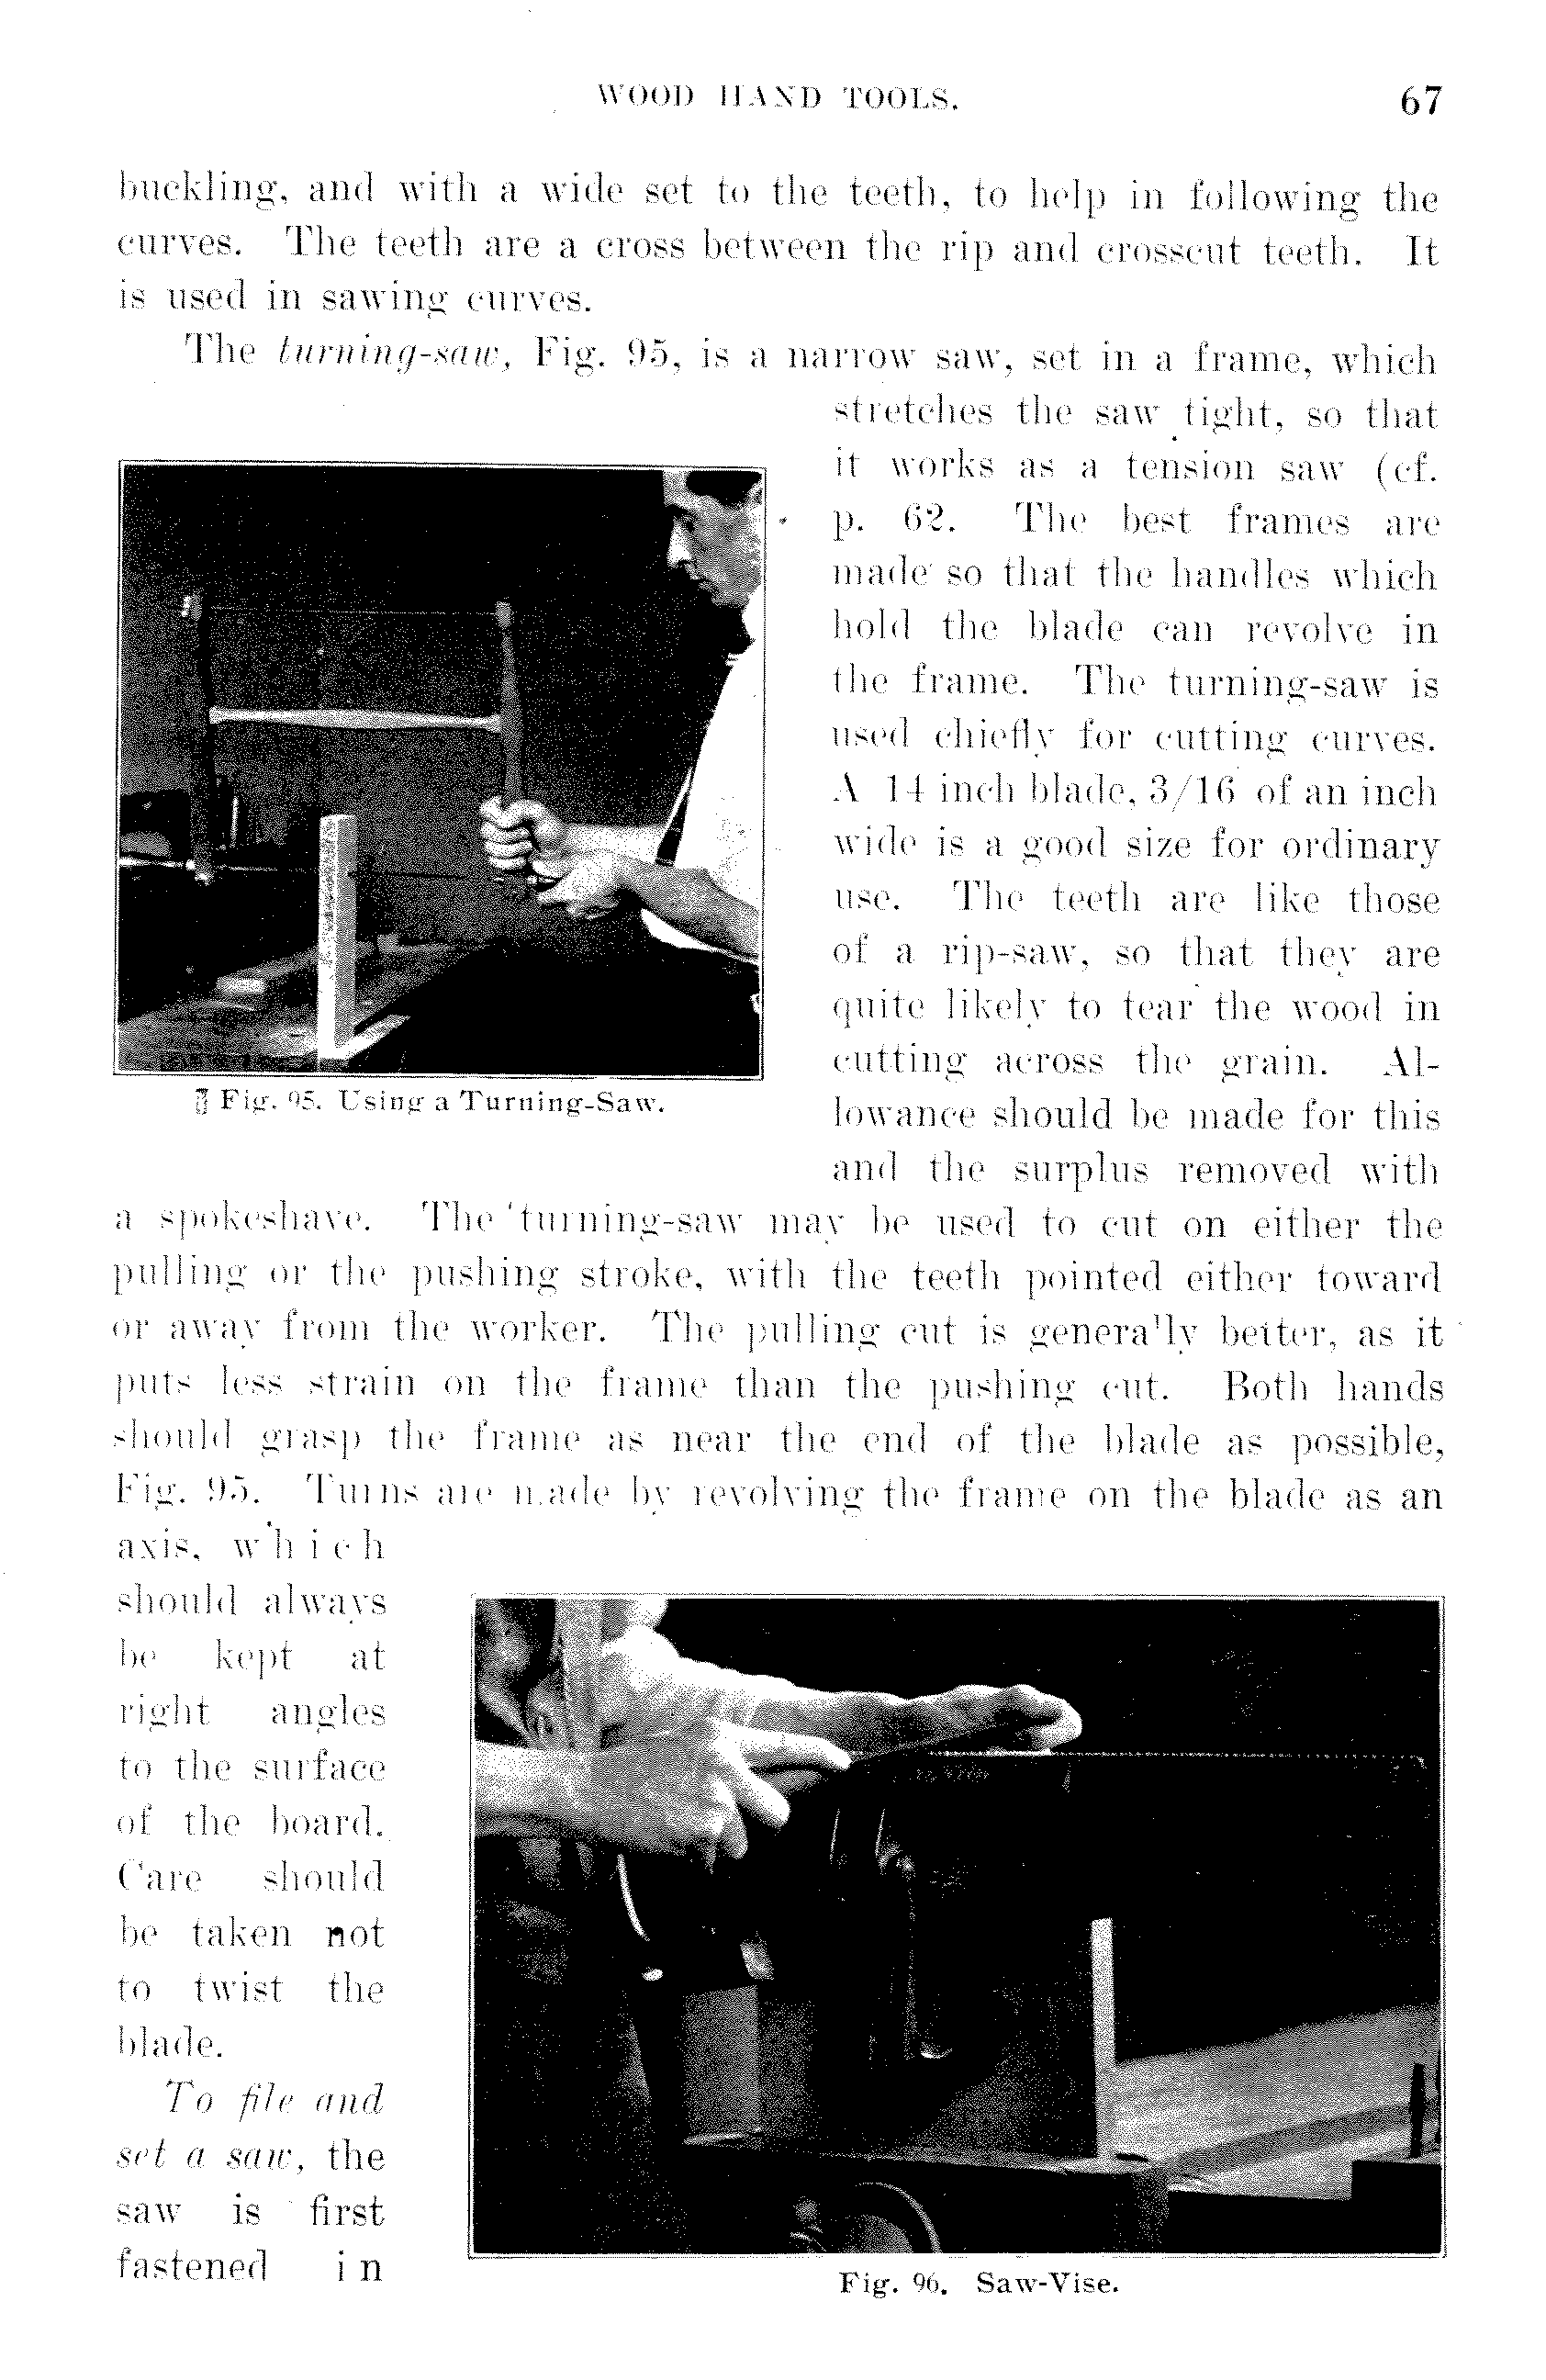 WOOD HAND TOOLS. 67
buckling, and with a wide set to the teeth, to help in following the
curves. The teeth are a cross between the rip and crosscut teeth. It
is used in sawing curves.
The turning-saw, Fig. 95, is a narrow saw, set in a frame, which
stretches the saw tight, so that
it works as a tension saw (cf.
p. 62. The best frames are
made so that the handles which
hold the blade can revolve in
the frame. The turning-saw is
used chiefly for cutting curves.
A 14 inch blade, 3/16 of an inch
wide is a good size for ordinary
use. The teeth are like those
of a rip-saw, so that they are
quite likely to tear the wood in
cutting across the grain. Al-
lowance should be made for this
and the surplus removed with
Fig. 95. Using a Turning-Saw.
a spokeshave. The turning-saw may be used to cut on either the
pulling or the pushing stroke, with the teeth pointed either toward
or away from the worker. The pulling cut is generally better, as it
puts less strain on the frame than the pushing cut. Both hands
should grasp the frame as near the end of the blade as possible,
Fig. 95. Turns are made by revolving the frame on the blade as an
axis, which
should always
be kept at
right angles
to the surface
of the board.
Care should
be taken not
to twist the
blade.
To file and
set a saw, the
saw is first
fastened in
Fig. 96. Saw-Vise.